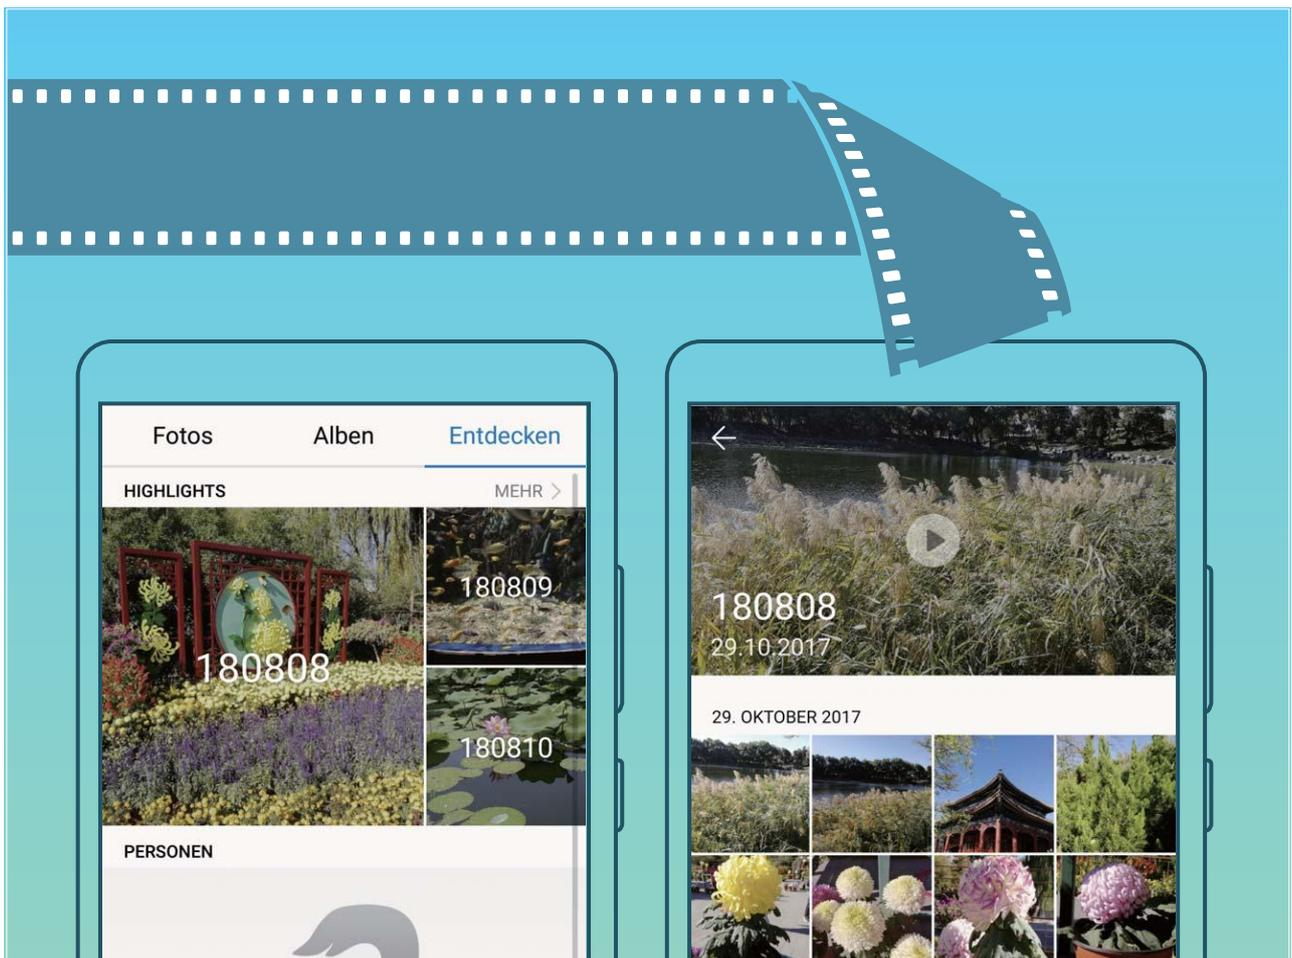 Fotos Alben Entdecken
HIGHLIGHTS MEHR
180809
180808
180810
PERSONEN
180808
29.10.2017
29. OKTOBER 2017